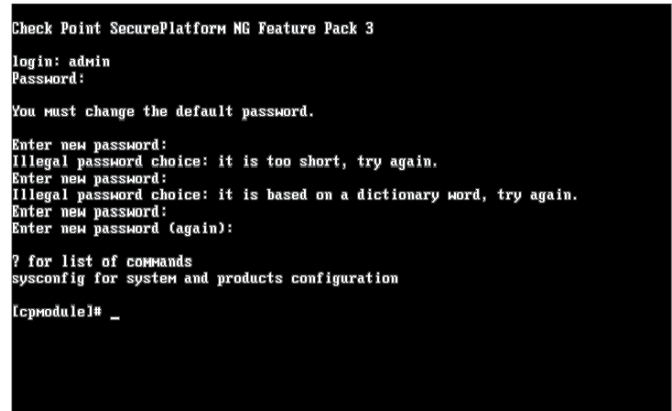 Check Point SecurePlatform NG Feature Pack 3
login: admin
Password:
You must change the default password.
Enter new password:
Illegal password choice: it is too short, try again.
Enter new password:
Illegal password choice: it is based on a dictionary word, try again.
Enter new password:
Enter new password (again):
? for list of commands
sysconfig for system and products configuration
[cpmodule]# _